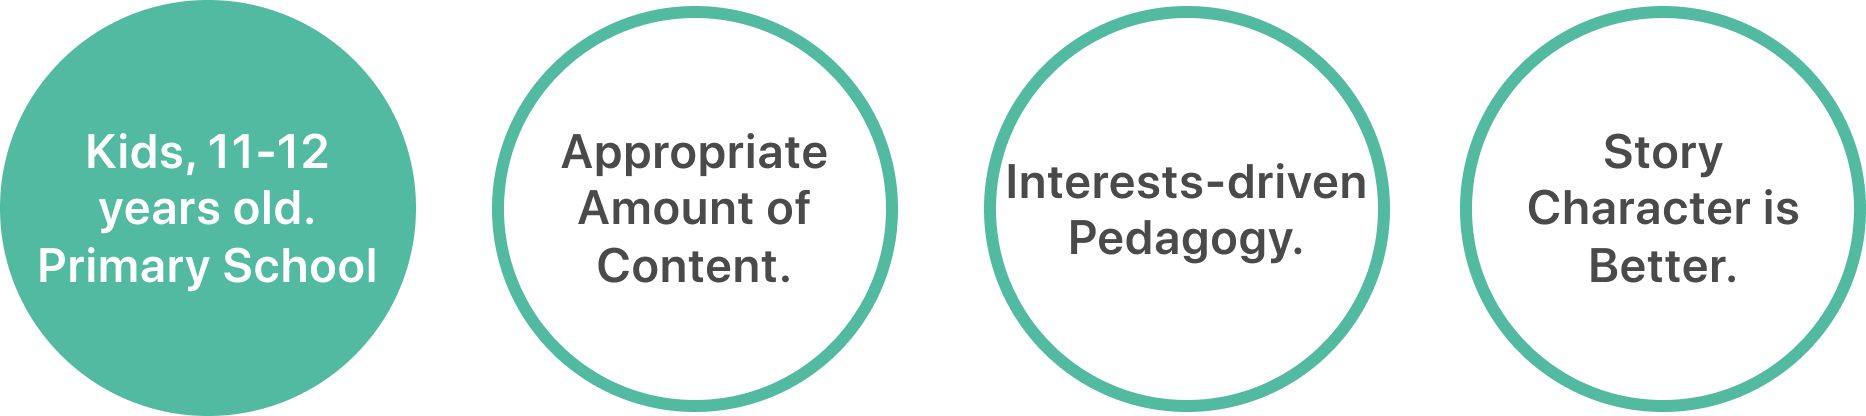 Kids, 11-12
years old.
Primary School
Appropriate
Amount of
Content.
Interests-driven
Pedagogy.
Story
Character is
Better.